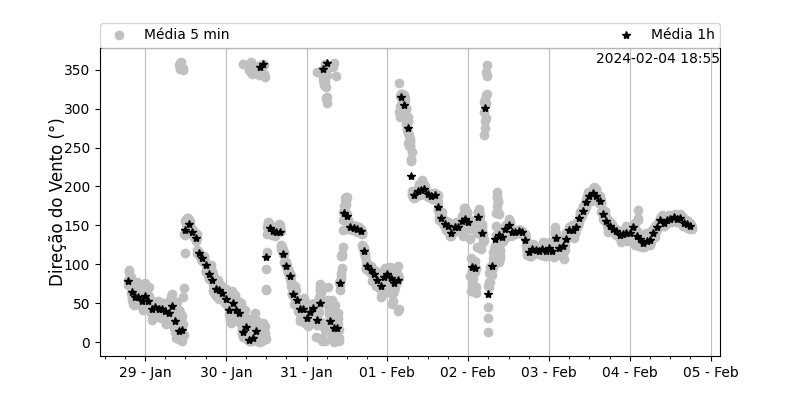 Média 5 min
Média 1h
2024-02-04 18:55
Direção do Vento (°)
350
300
250
200
150
100
50
0
29 - Jan
30 - Jan
31 - Jan
01 - Feb
02 - Feb
03 - Feb
04 - Feb
05 - Feb